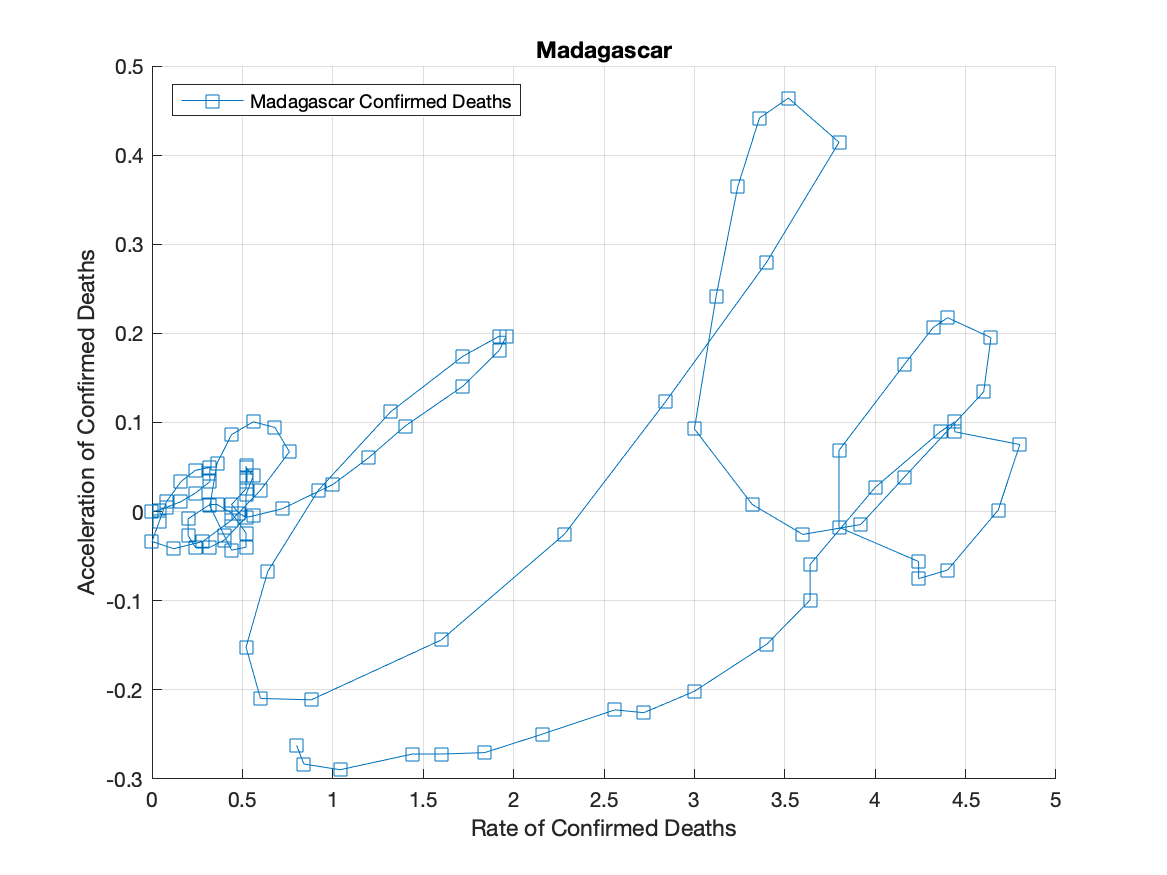 Madagascar
0.5
Madagascar Confirmed Deaths
0.4
0.3
0.2
0.1
0
-0.1
-0.2
-0.3
Acceleration of Confirmed Deaths
0 0.5 1 1.5 2 2.5 3 3.5 4 4.5 5
Rate of Confirmed Deaths